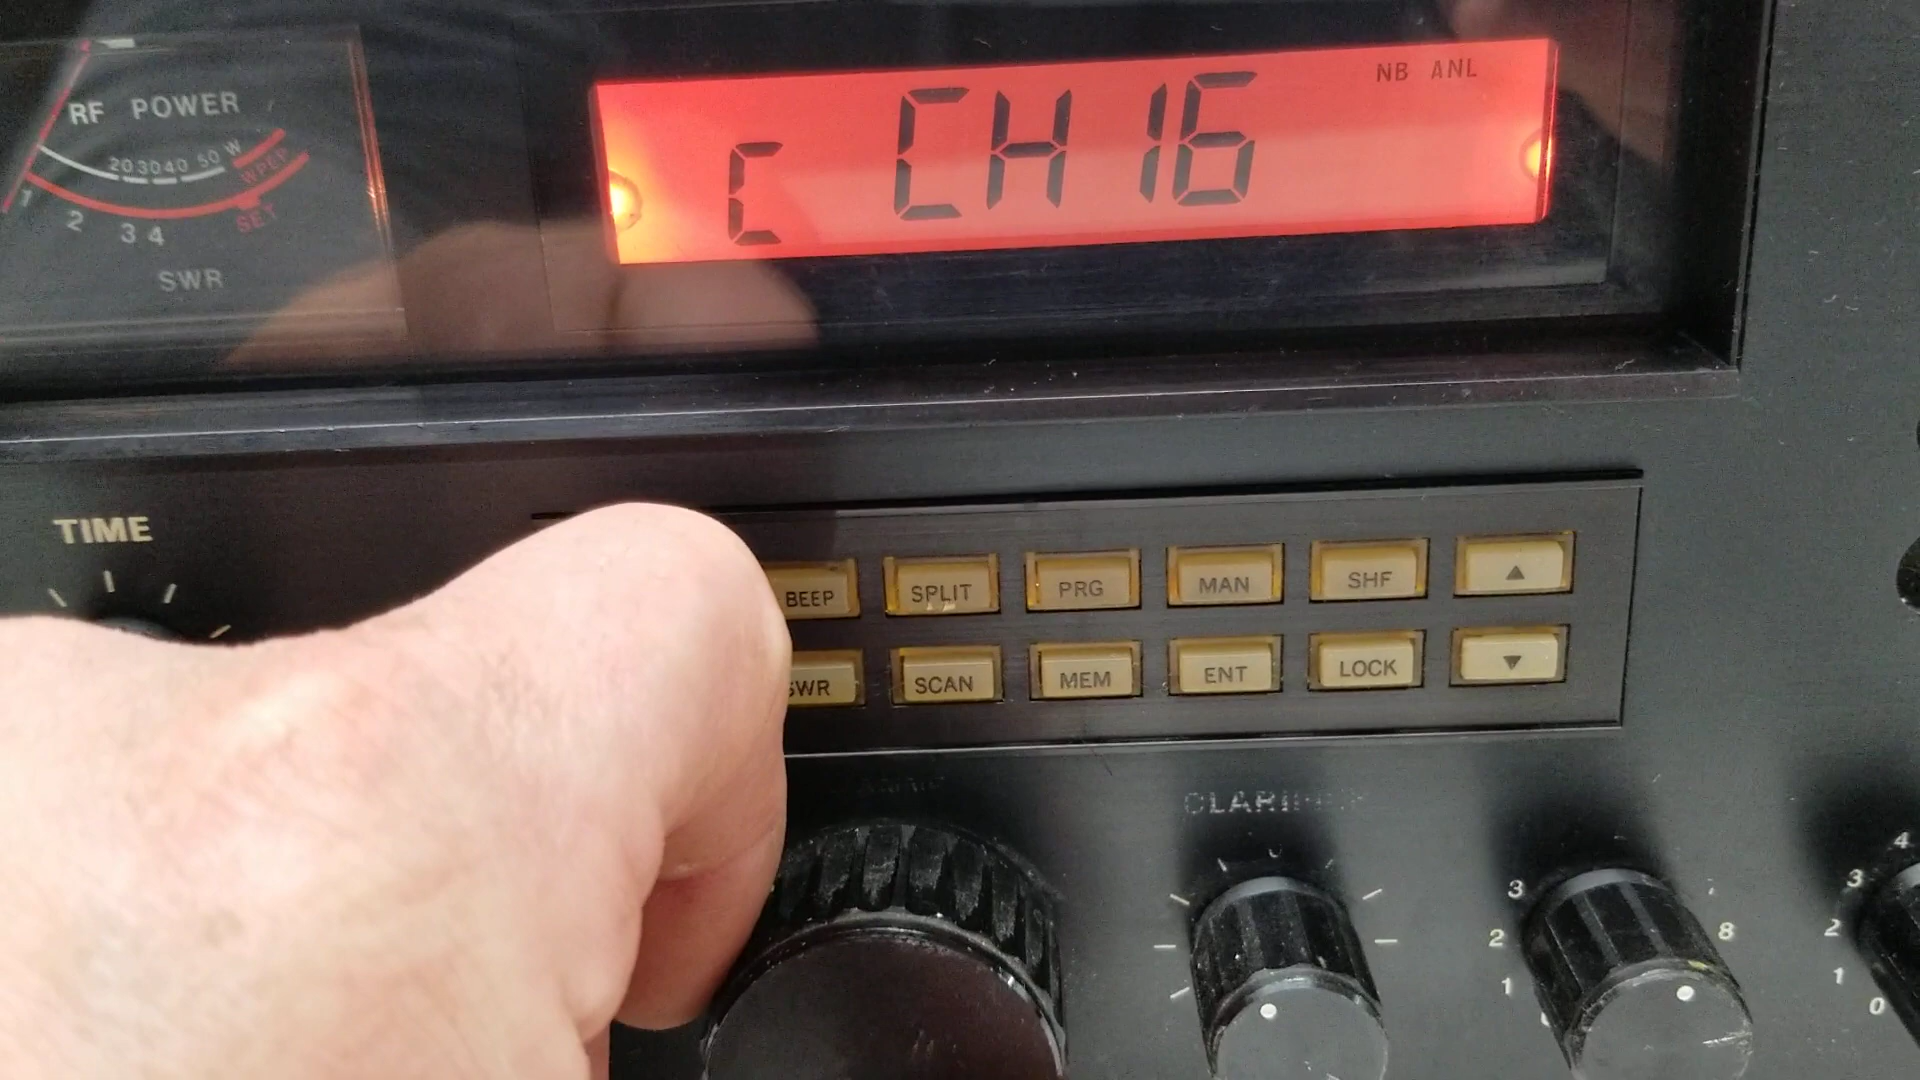 RF POWER
20 30 40 50 W
WPEP
1 2 3 4
SET
SWR
NB ANL
C CH 16
TIME
BEEP SPLIT PRG MAN SHF ▲
SWR SCAN MEM ENT LOCK ▼
3
2
1
8
4
3
2
1
0